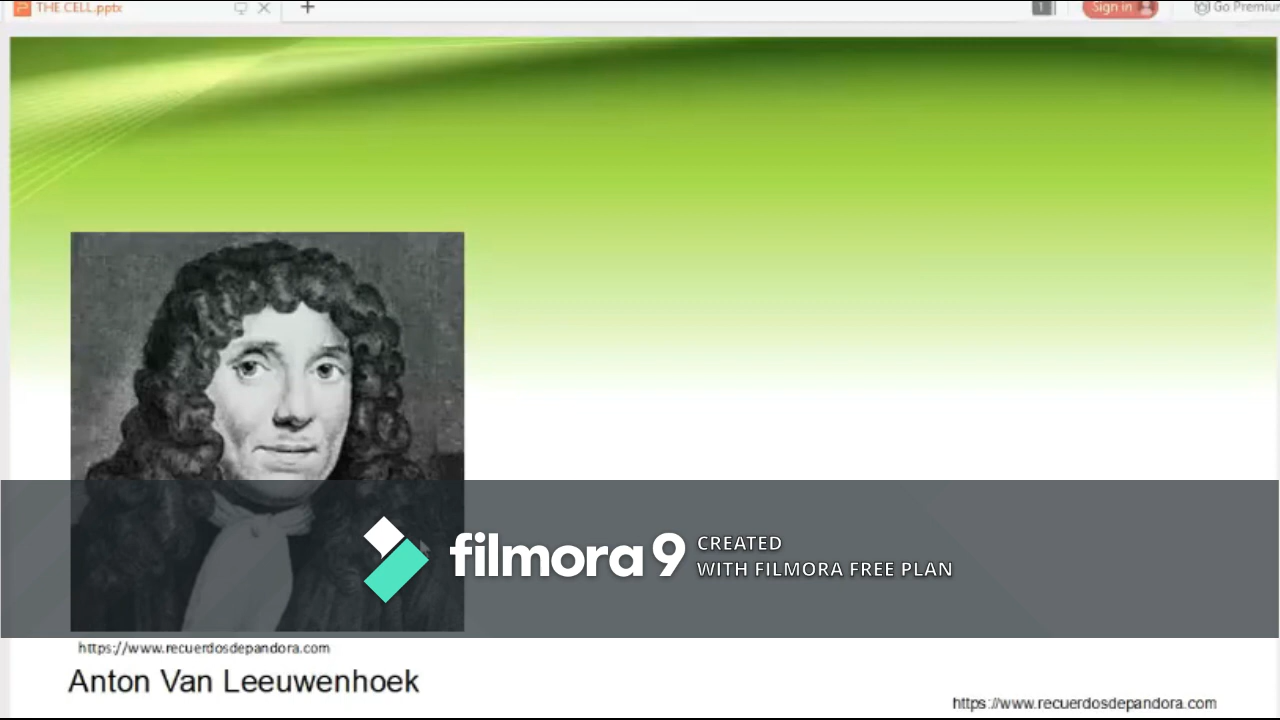 THE CELL.pptx
1
Sign in
Go Premium
filmora 9
CREATED
WITH FILMORA FREE PLAN
https://www.recuerdosdepandora.com
Anton Van Leeuwenhoek
https://www.recuerdosdepandora.com